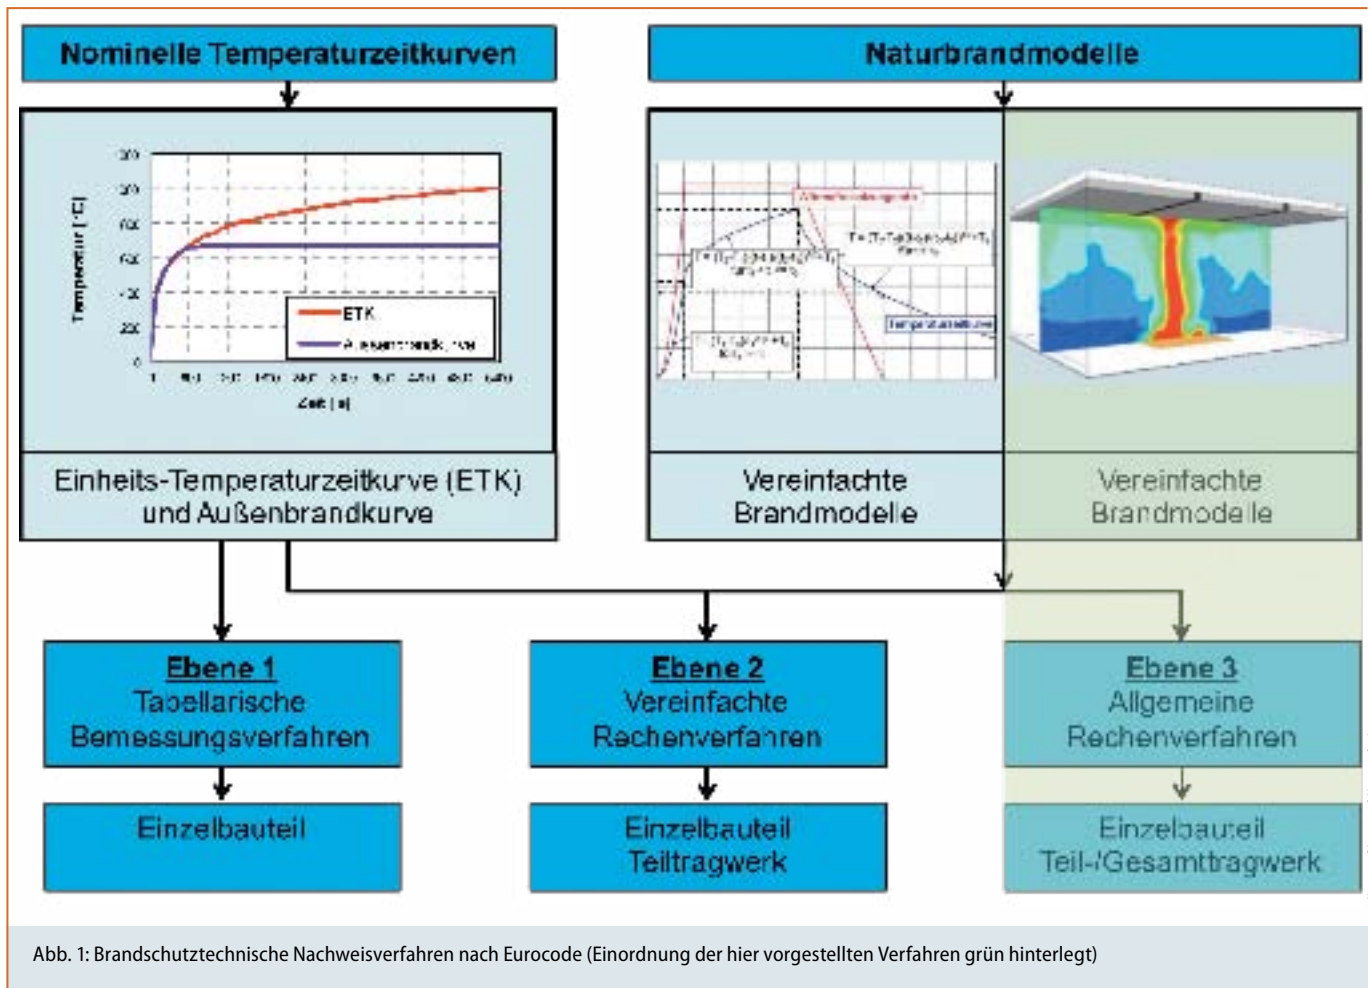 Nominelle Temperaturzeitkurven
Naturbrandmodelle
Temperatur [°C]
ETK
Aussenbrandkurve
Zeit [s]
Temperaturzeitkurve
Einheits-Temperaturzeitkurve (ETK)
und Außenbrandkurve
Vereinfachte
Brandmodelle
Vereinfachte
Brandmodelle
Ebene 1
Tabellarische
Bemessungsverfahren
Ebene 2
Vereinfachte
Rechenverfahren
Ebene 3
Allgemeine
Rechenverfahren
Einzelbauteil
Einzelbauteil
Teiltragwerk
Einzelbauteil
Teil-/Gesamttragwerk
Abb. 1: Brandschutztechnische Nachweisverfahren nach Eurocode (Einordnung der hier vorgestellten Verfahren grün hinterlegt)